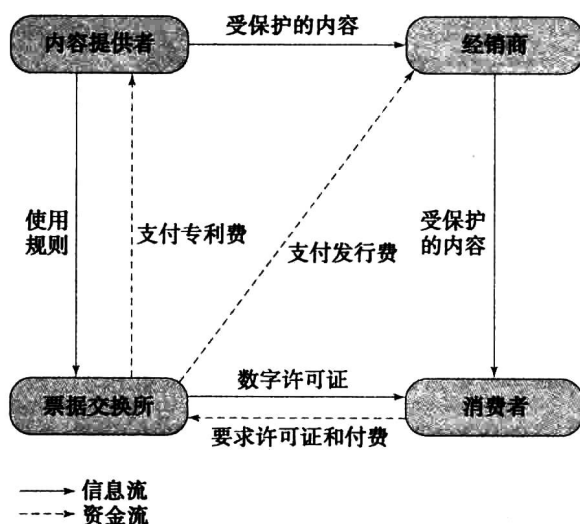 受保护的内容
内容提供者
经销商
使用
规则
支付专利费
支付发行费
受保护
的内容
数字许可证
票据交换所
消费者
要求许可证和付费
信息流
资金流